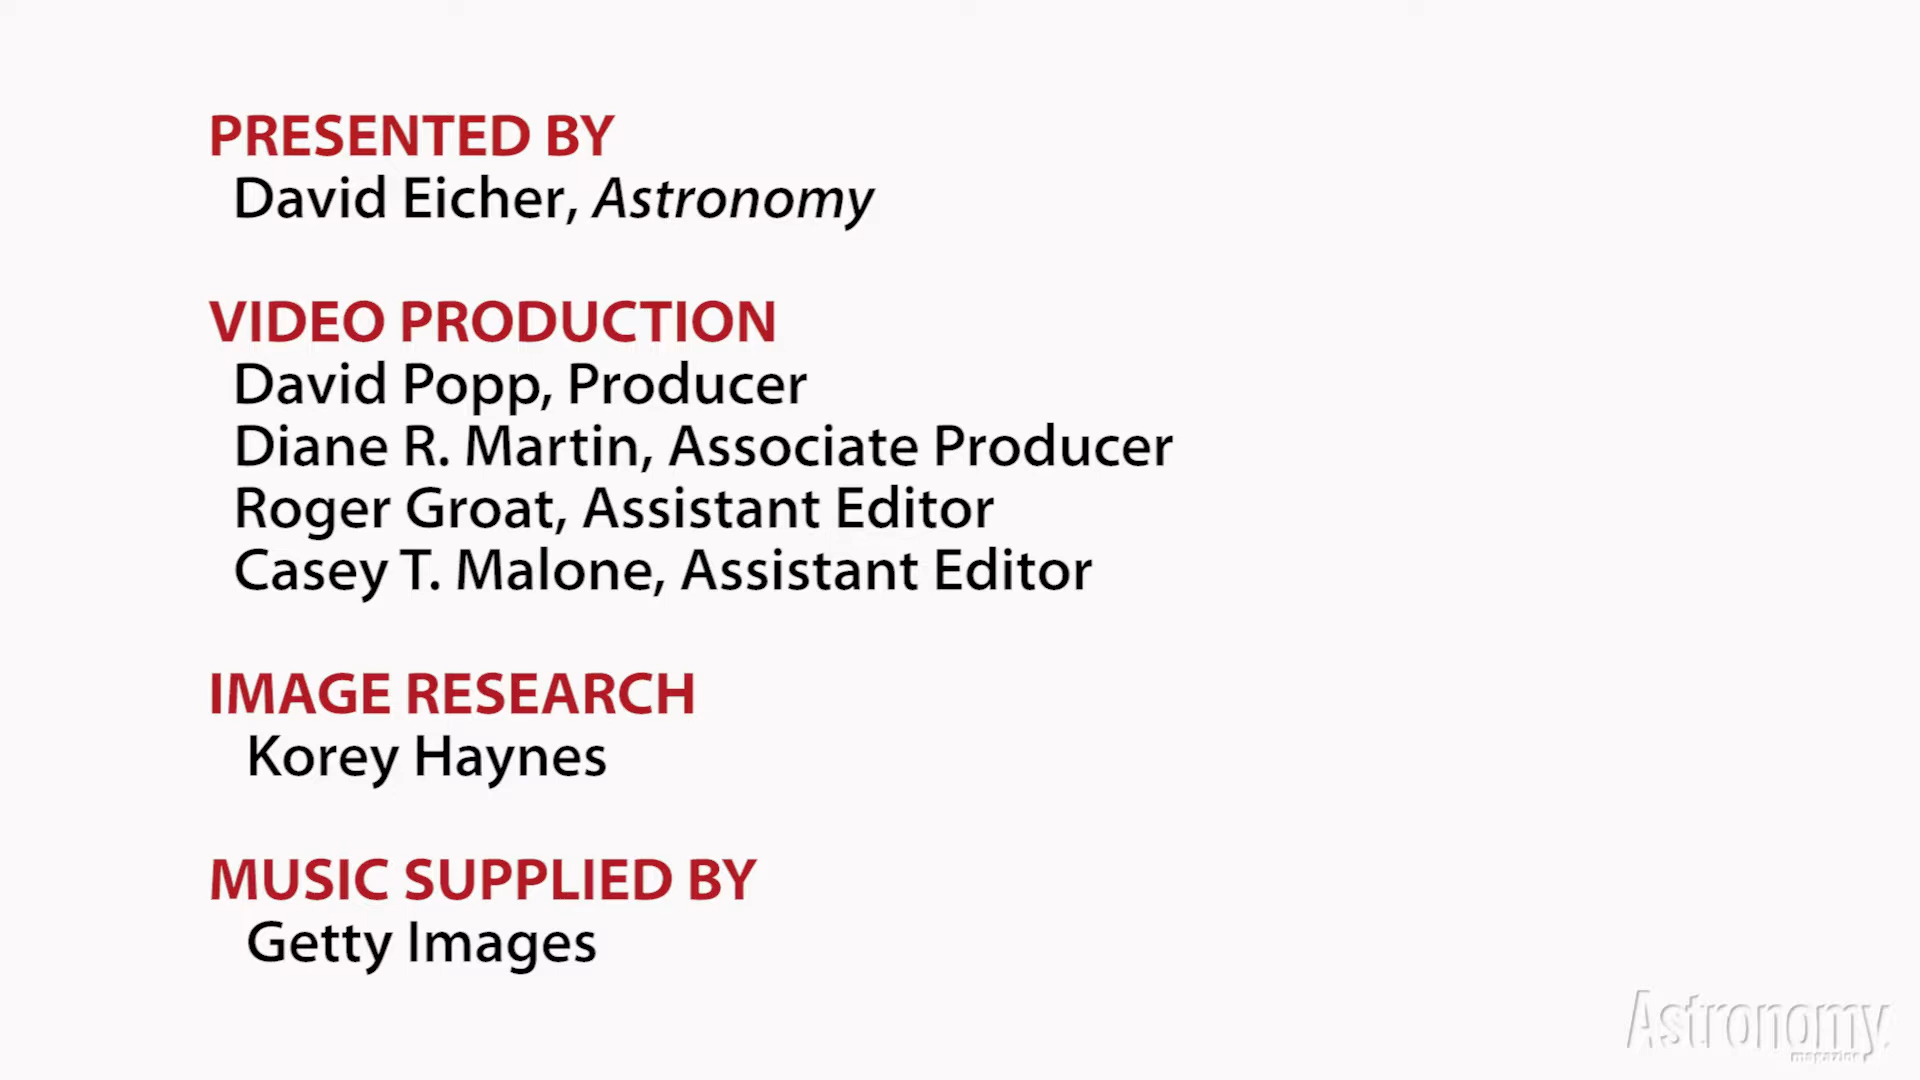 PRESENTED BY
David Eicher, Astronomy
VIDEO PRODUCTION
David Popp, Producer
Diane R. Martin, Associate Producer
Roger Groat, Assistant Editor
Casey T. Malone, Assistant Editor
IMAGE RESEARCH
Korey Haynes
MUSIC SUPPLIED BY
Getty Images
Astronomy
magazine